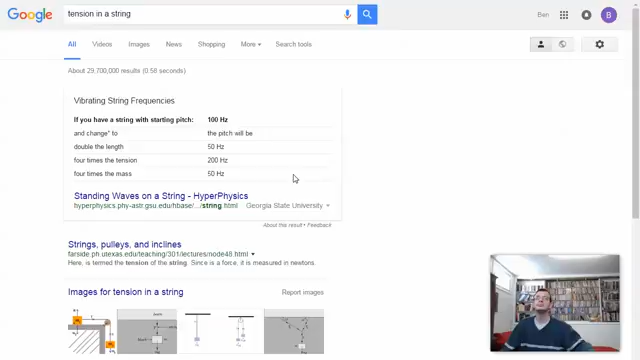 Google
tension in a string
Ben
B
All Videos Images News Shopping More Search tools
About 29,700,000 results (0.58 seconds)
Vibrating String Frequencies
If you have a string with starting pitch: 100 Hz
and change* to the pitch will be
double the length 50 Hz
four times the tension 200 Hz
four times the mass 50 Hz
Standing Waves on a String - HyperPhysics
hyperphysics.phy-astr.gsu.edu/hbase/.../string.html Georgia State University
About this result • Feedback
Strings, pulleys, and inclines
farside.ph.utexas.edu/teaching/301/lectures/node48.html
Here, is termed the tension of the string. Since is a force, it is measured in newtons.
Images for tension in a string Report images